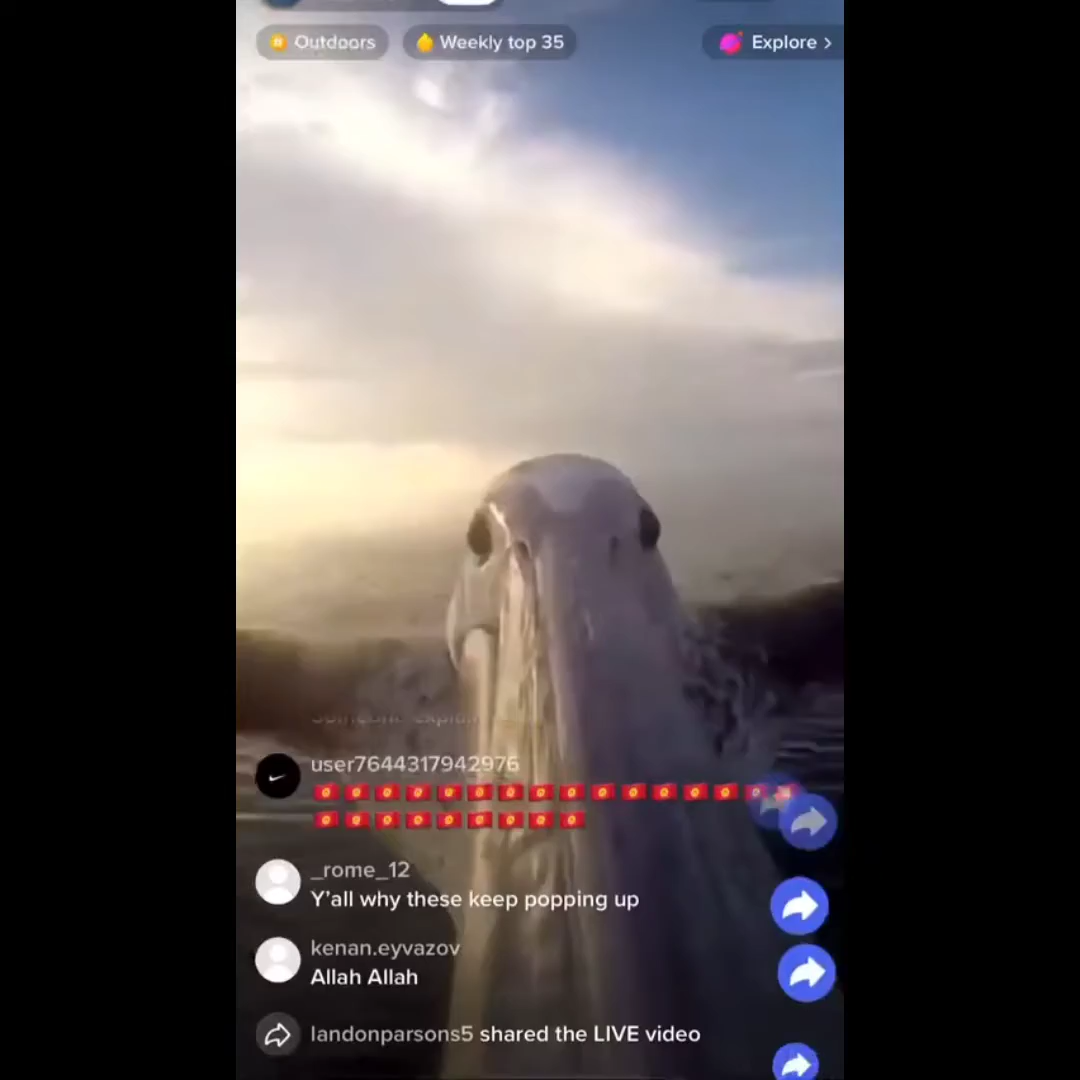 Outdoors
Weekly top 35
Explore >
user7644317942976
_rome_12
Y’all why these keep popping up
kenan.eyvazov
Allah Allah
landonparsons5 shared the LIVE video